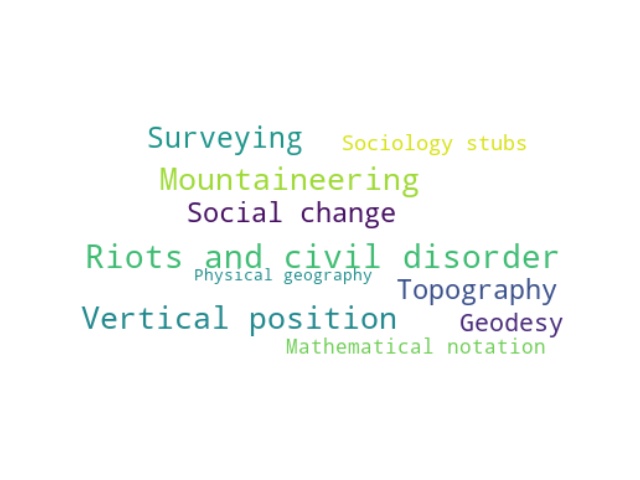 Surveying
Sociology stubs
Mountaineering
Social change
Riots and civil disorder
Physical geography
Topography
Vertical position
Geodesy
Mathematical notation